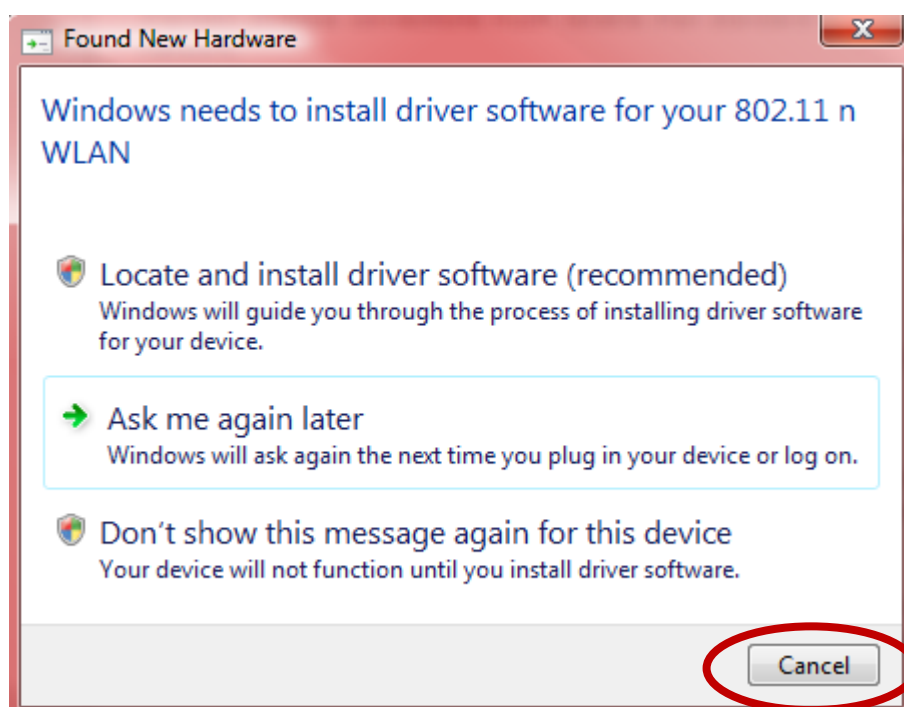 Found New Hardware
Windows needs to install driver software for your 802.11 n
WLAN
Locate and install driver software (recommended)
Windows will guide you through the process of installing driver software
for your device.
Ask me again later
Windows will ask again the next time you plug in your device or log on.
Don't show this message again for this device
Your device will not function until you install driver software.
Cancel